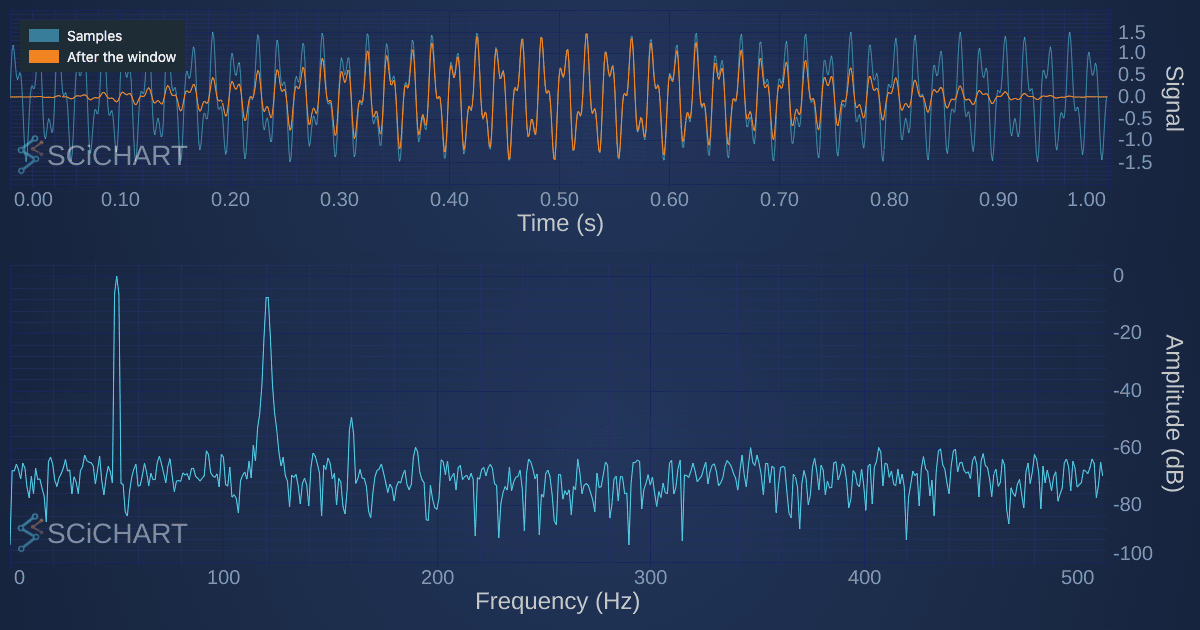 Samples
After the window
1.5
1.0
0.5
0.0
-0.5
-1.0
-1.5
Signal
SCiCHART
0.00 0.10 0.20 0.30 0.40 0.50 0.60 0.70 0.80 0.90 1.00
Time (s)
0
-20
-40
-60
-80
-100
Amplitude (dB)
SCiCHART
0 100 200 300 400 500
Frequency (Hz)